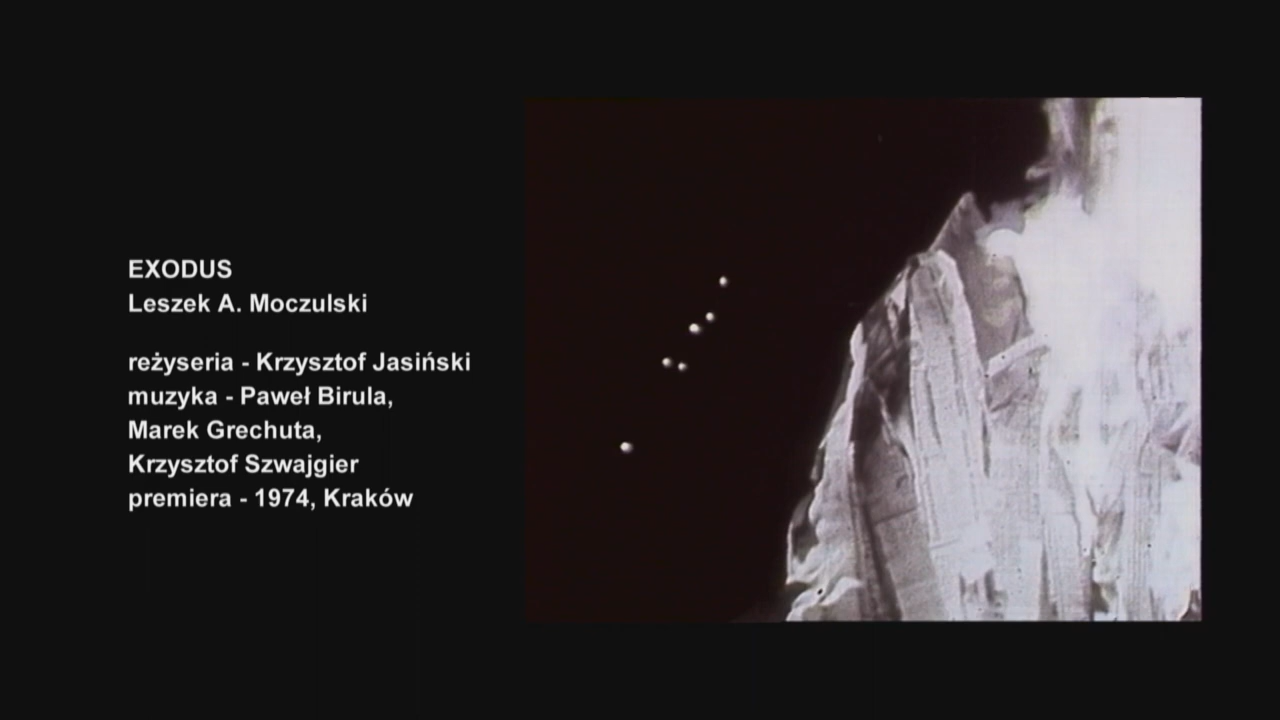 EXODUS
Leszek A. Moczulski
reżyseria - Krzysztof Jasiński
muzyka - Paweł Birula,
Marek Grechuta,
Krzysztof Szwajgier
premiera - 1974, Kraków